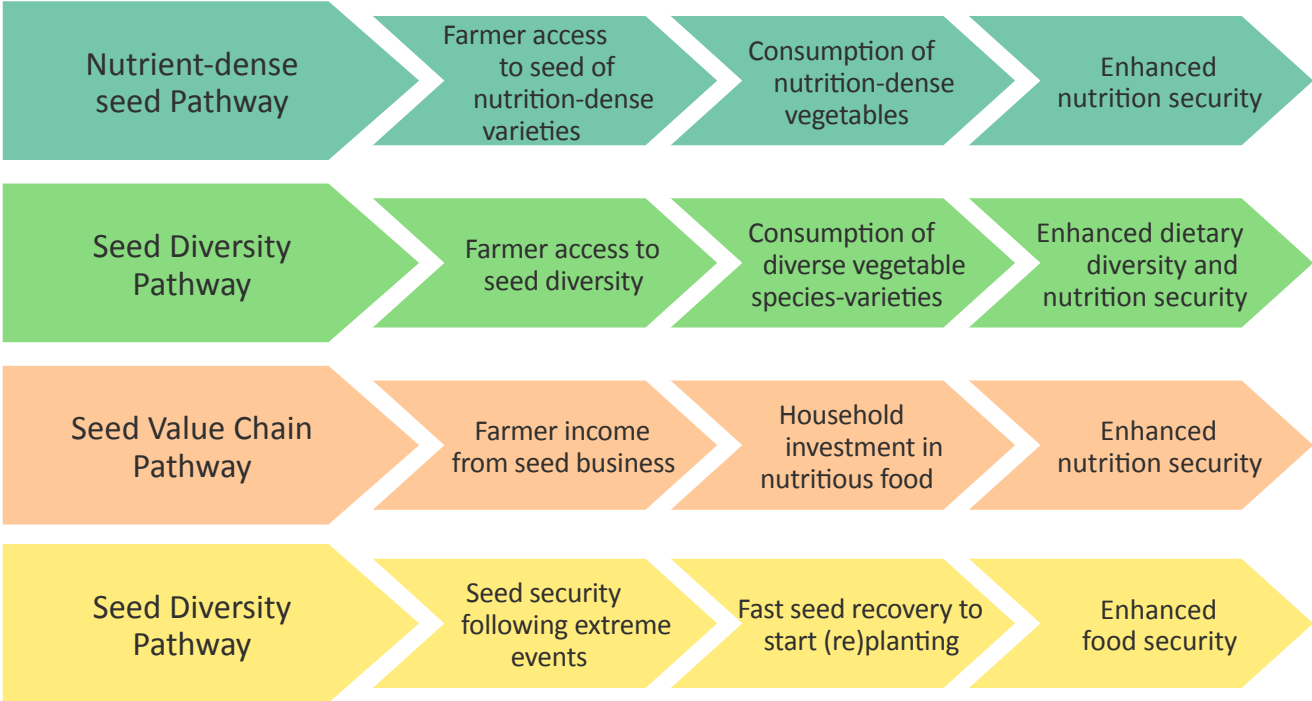 Nutrient-dense
seed Pathway
Farmer access
to seed of
nutrition-dense
varieties
Consumption of
nutrition-dense
vegetables
Enhanced
nutrition security
Seed Diversity
Pathway
Farmer access to
seed diversity
Consumption of
diverse vegetable
species-varieties
Enhanced dietary
diversity and
nutrition security
Seed Value Chain
Pathway
Farmer income
from seed business
Household
investment in
nutritious food
Enhanced
nutrition security
Seed Diversity
Pathway
Seed security
following extreme
events
Fast seed recovery to
start (re)planting
Enhanced
food security